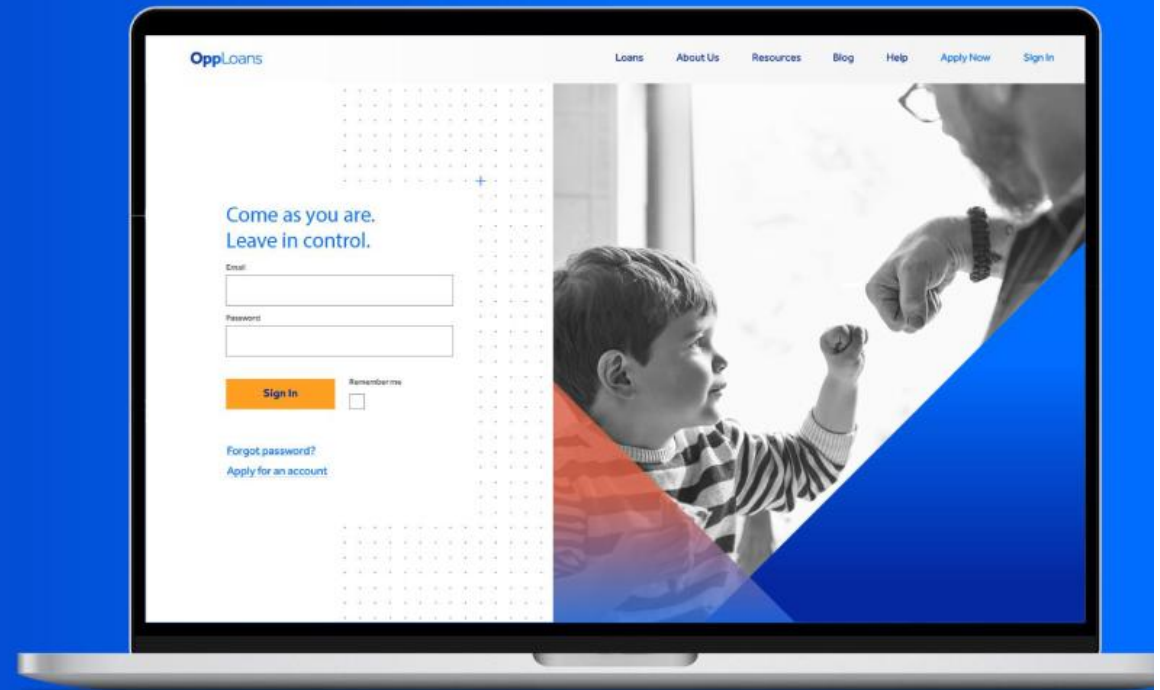 OppLoans
Loans About Us Resources Blog Help Apply Now Sign In
Come as you are.
Leave in control.
Email
Password
Sign In
Remember me
Forgot password?
Apply for an account